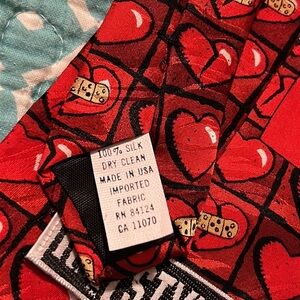 100% SILK
DRY CLEAN
MADE IN USA
IMPORTED
FABRIC
RN 84124
CA 11070